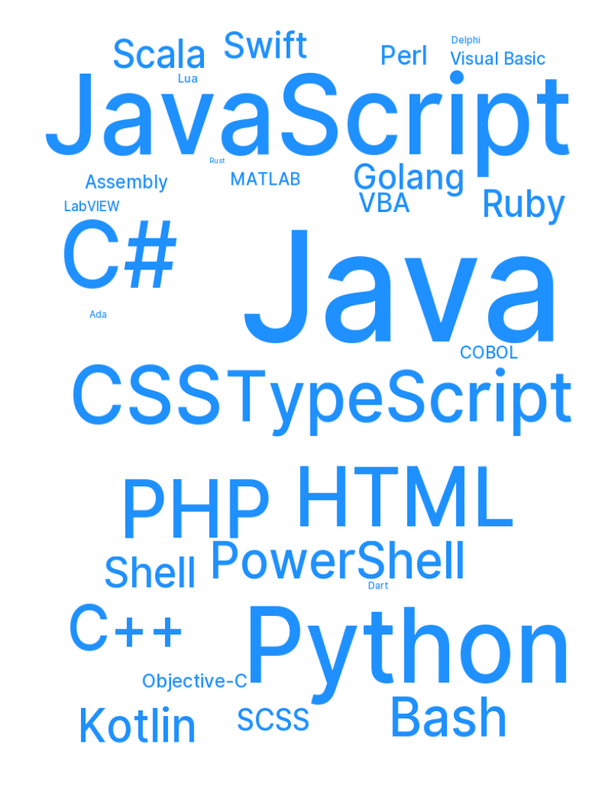 Scala Swift Perl Delphi
Visual Basic
Lua
JavaScript
Rust
Assembly MATLAB Golang
LabVIEW VBA Ruby
C# Java
Ada
COBOL
CSS TypeScript
PHP HTML
Shell PowerShell
Dart
C++ Python
Objective-C
Kotlin SCSS Bash